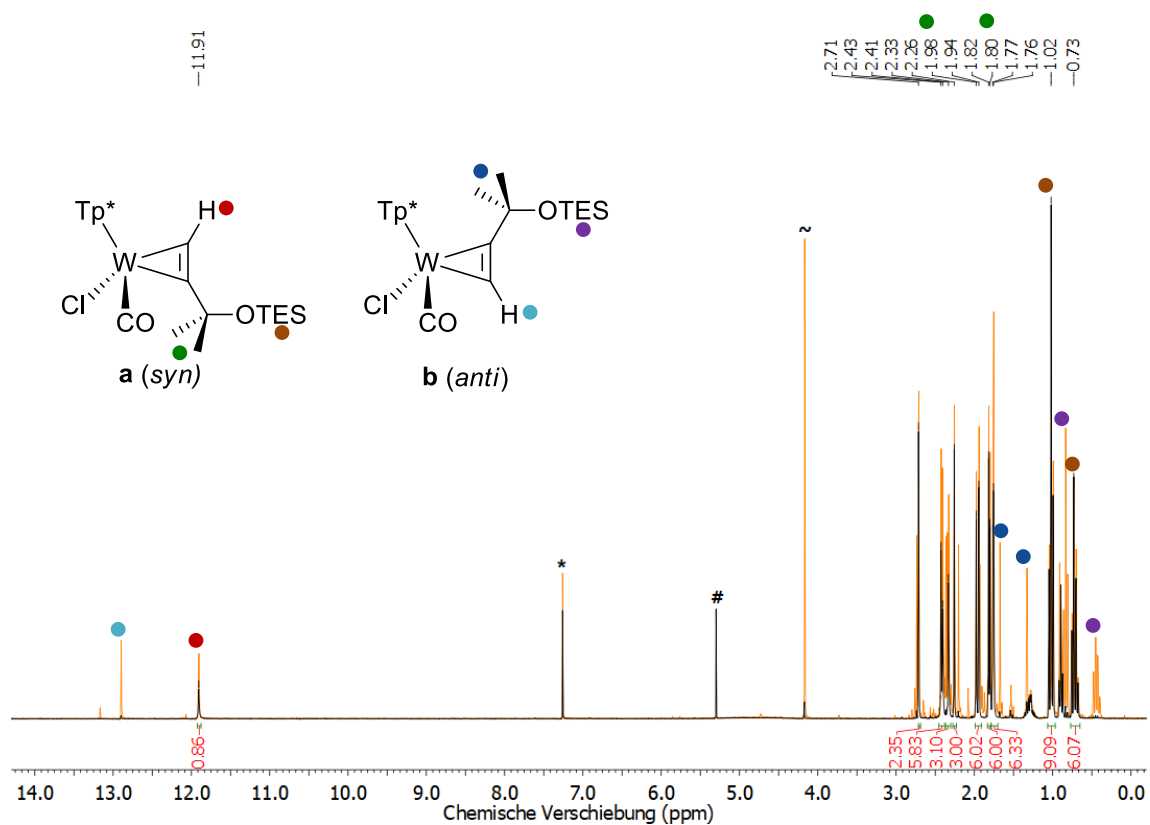 11.91
2.71
2.43
2.41
2.33
2.26
1.98
1.94
1.82
1.80
1.77
1.76
1.02
0.73
H
Tp*
W
Cl
CO
OTES
a (syn)
Tp*
OTES
W
Cl
CO
H
b (anti)
~
*
#
0.86
2.35
5.83
3.10
3.00
6.02
6.00
6.33
9.09
6.07
14.0 13.0 12.0 11.0 10.0 9.0 8.0 7.0 6.0 5.0 4.0 3.0 2.0 1.0 0.0
Chemische Verschiebung (ppm)